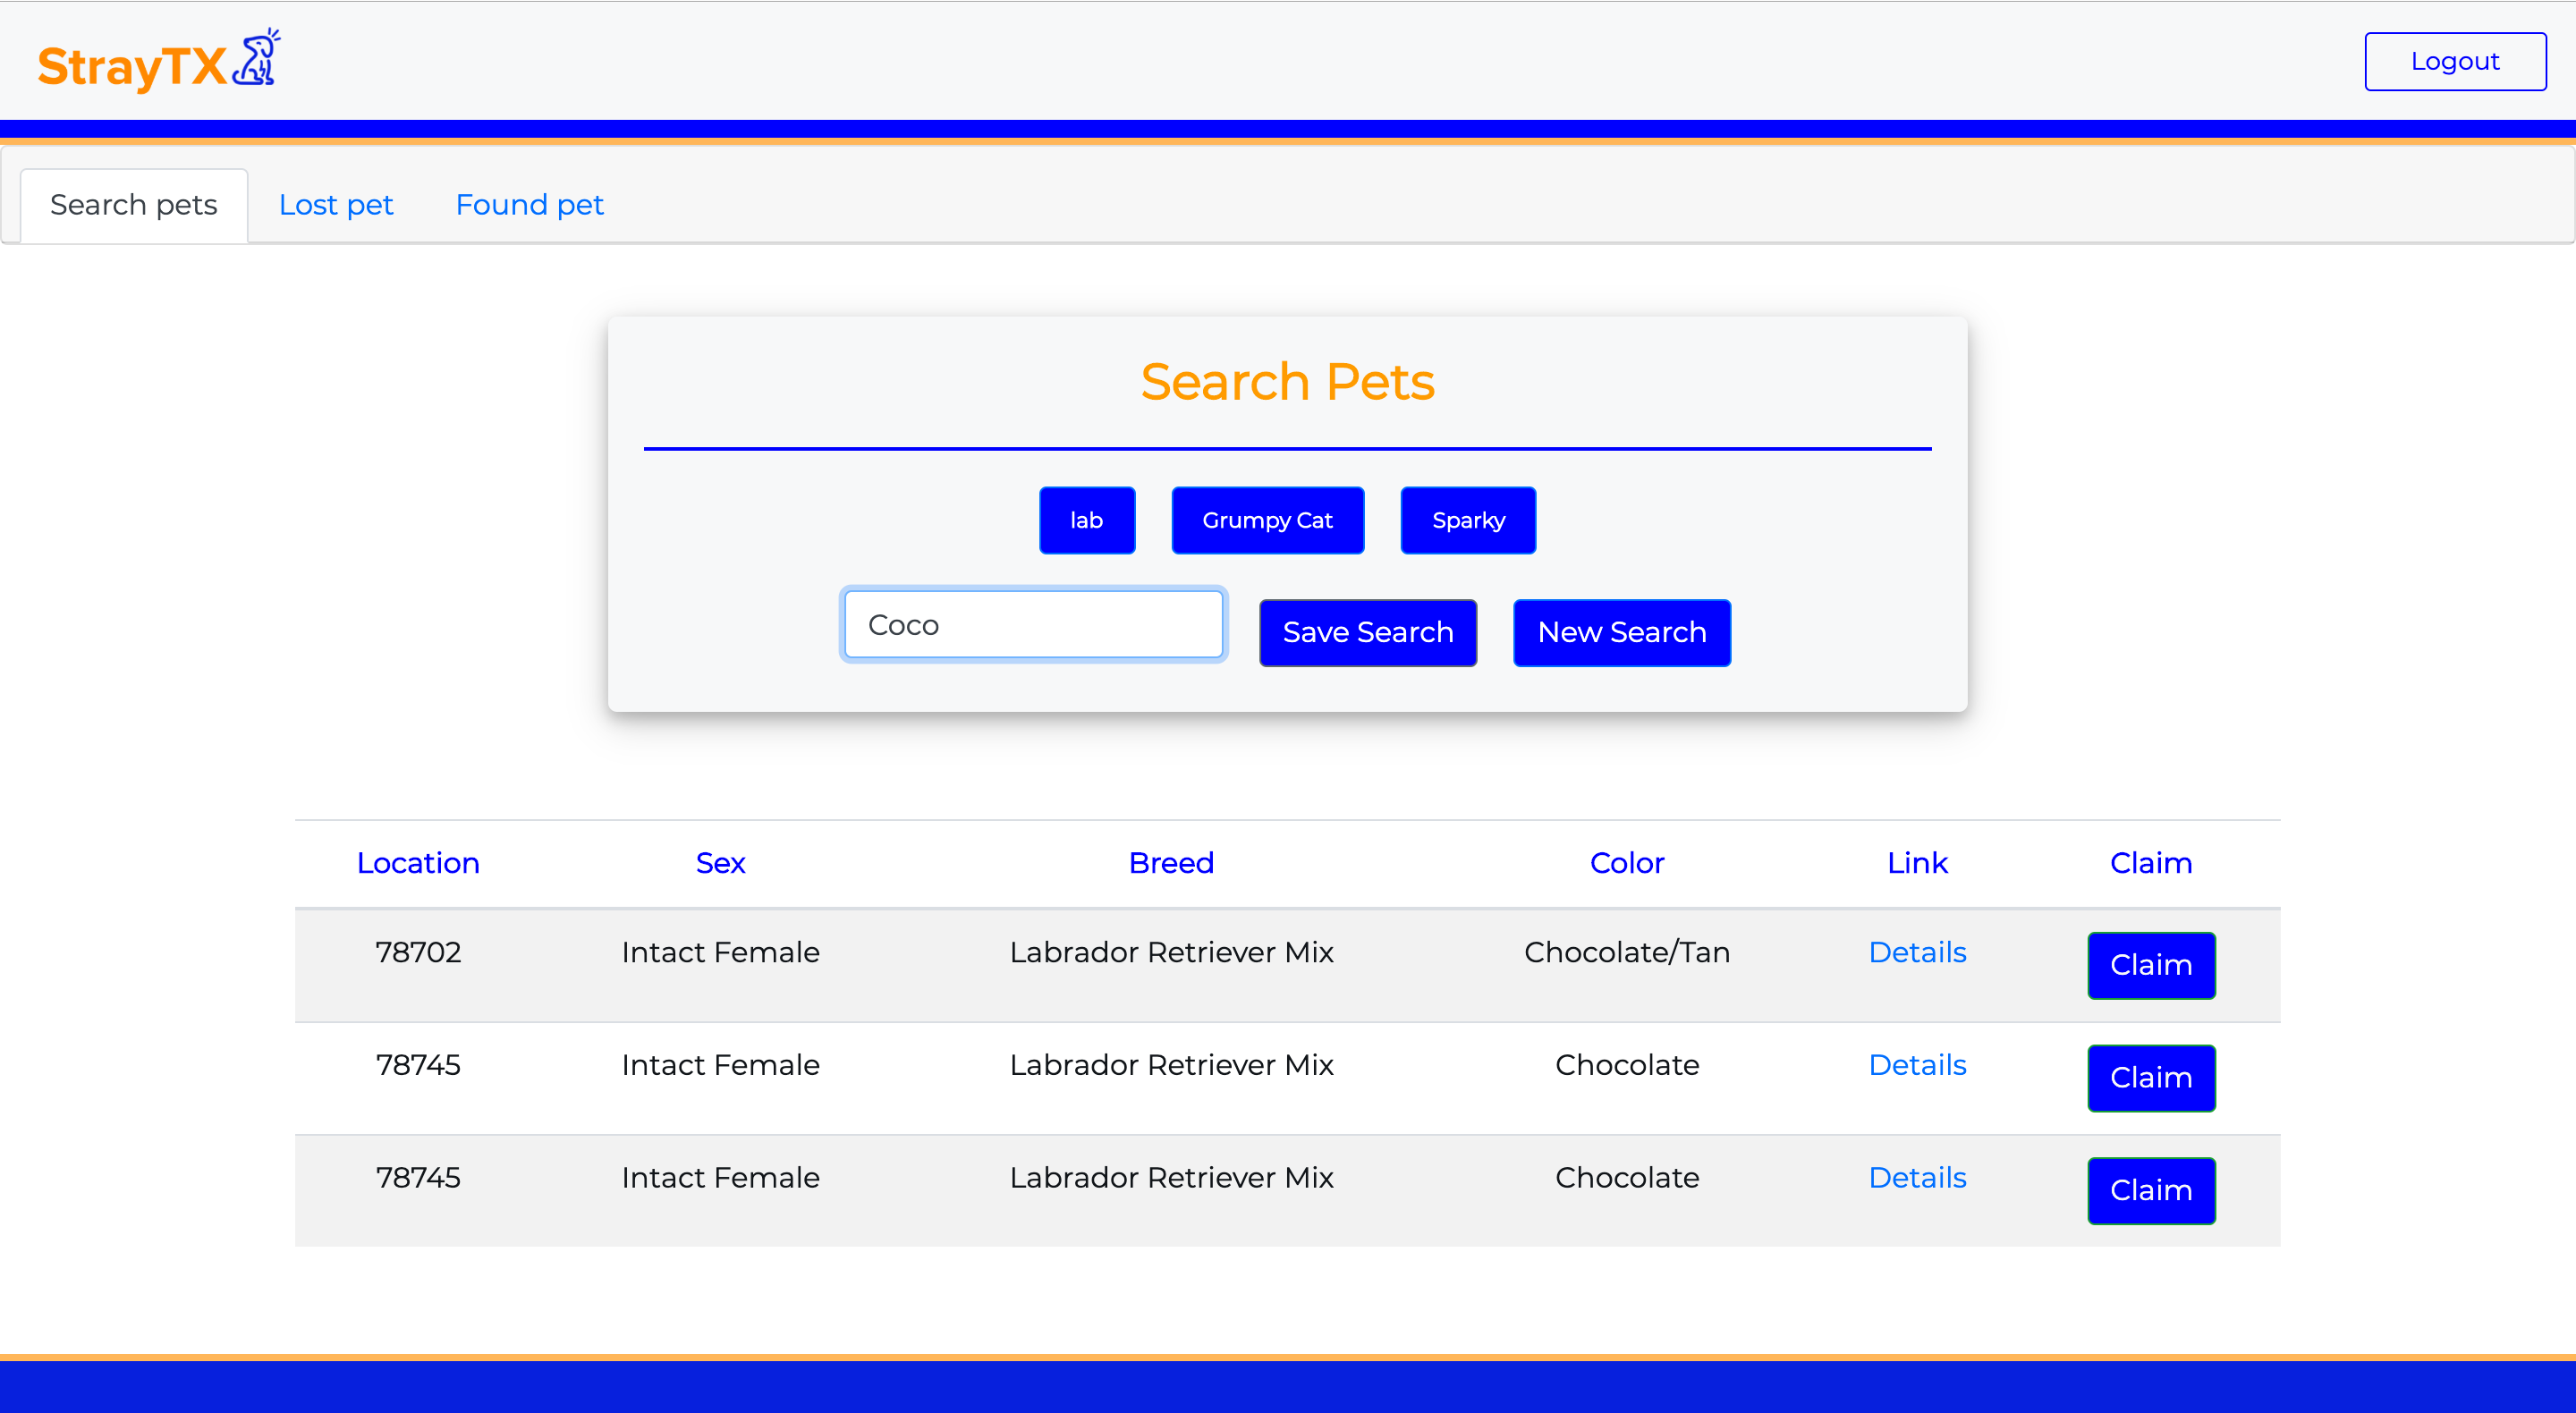 StrayTX
Logout
Search pets Lost pet Found pet
Search Pets
lab Grumpy Cat Sparky
Coco Save Search New Search
Location Sex Breed Color Link Claim
78702 Intact Female Labrador Retriever Mix Chocolate/Tan Details Claim
78745 Intact Female Labrador Retriever Mix Chocolate Details Claim
78745 Intact Female Labrador Retriever Mix Chocolate Details Claim